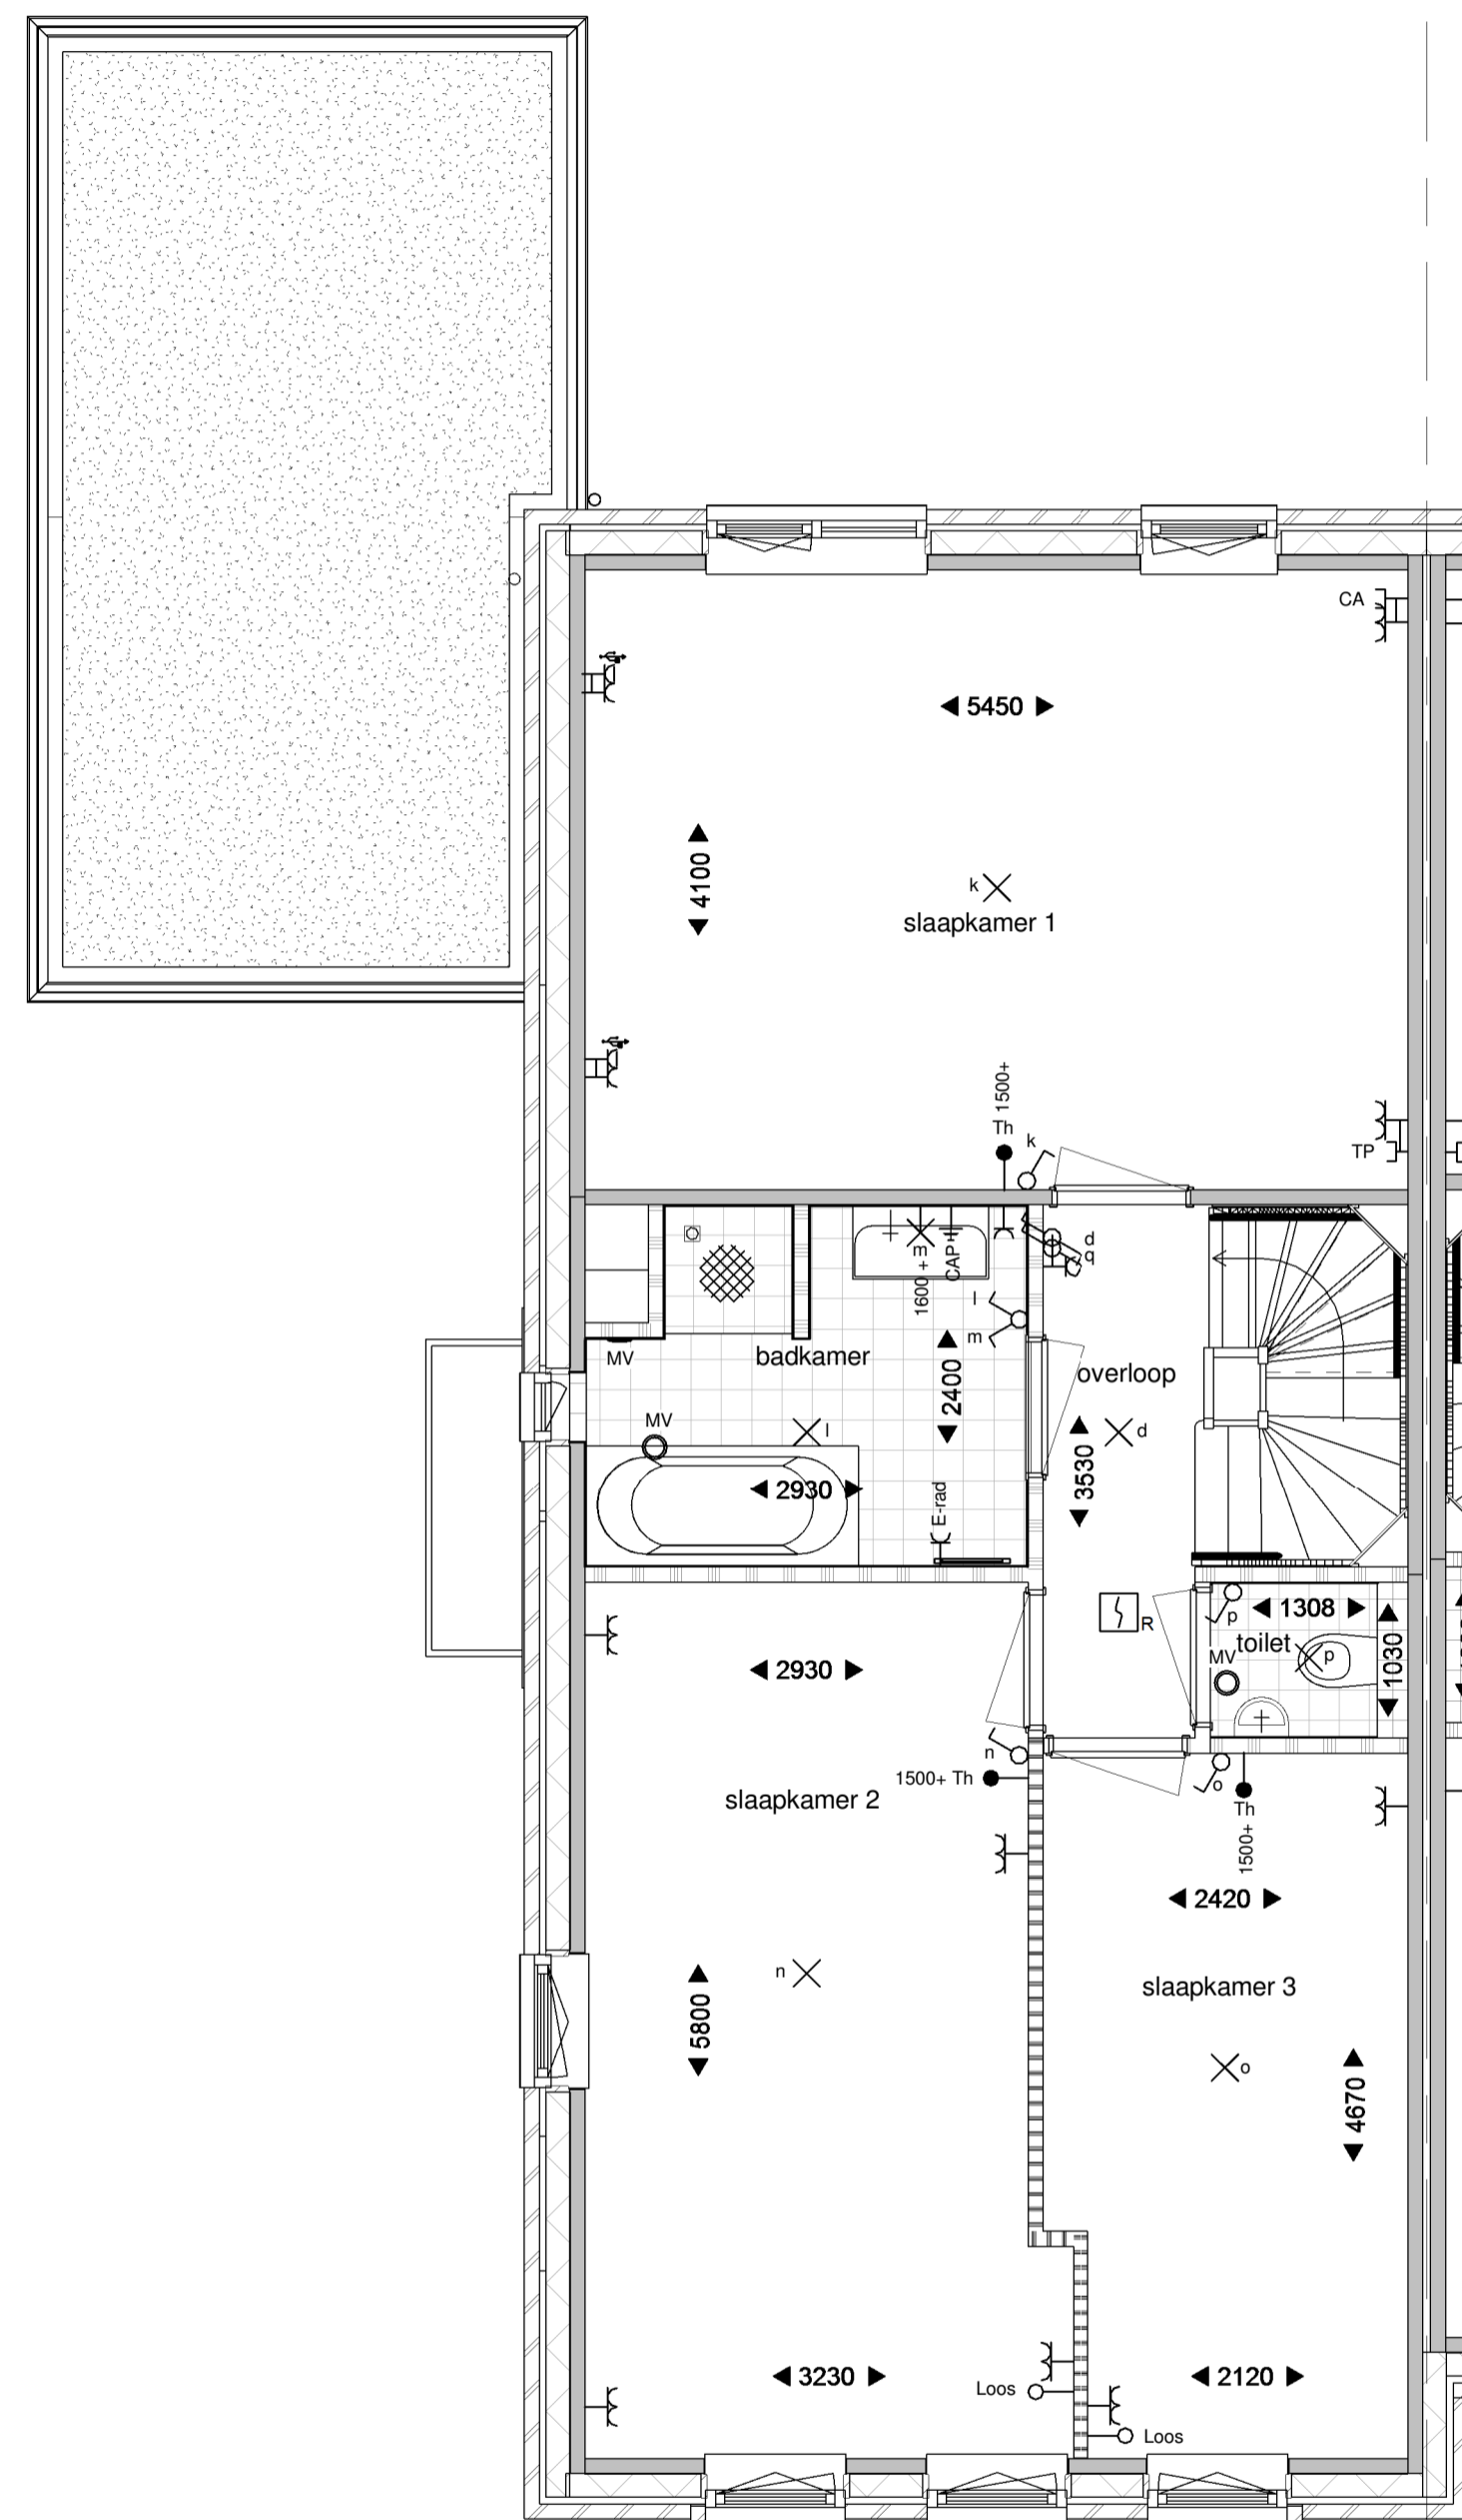 CA
5450
4100
k
slaapkamer 1
1500+
Th
k
TP
d
q
1600 + m
CAP
l
m
MV
badkamer
2400
overloop
MV
l
d
3530
2930
E-rad
R
p
1308
toilet
MV
p
1030
2930
n
1500+ Th
slaapkamer 2
o
Th
1500+
2420
n
slaapkamer 3
5800
o
4670
3230
2120
Loos
Loos